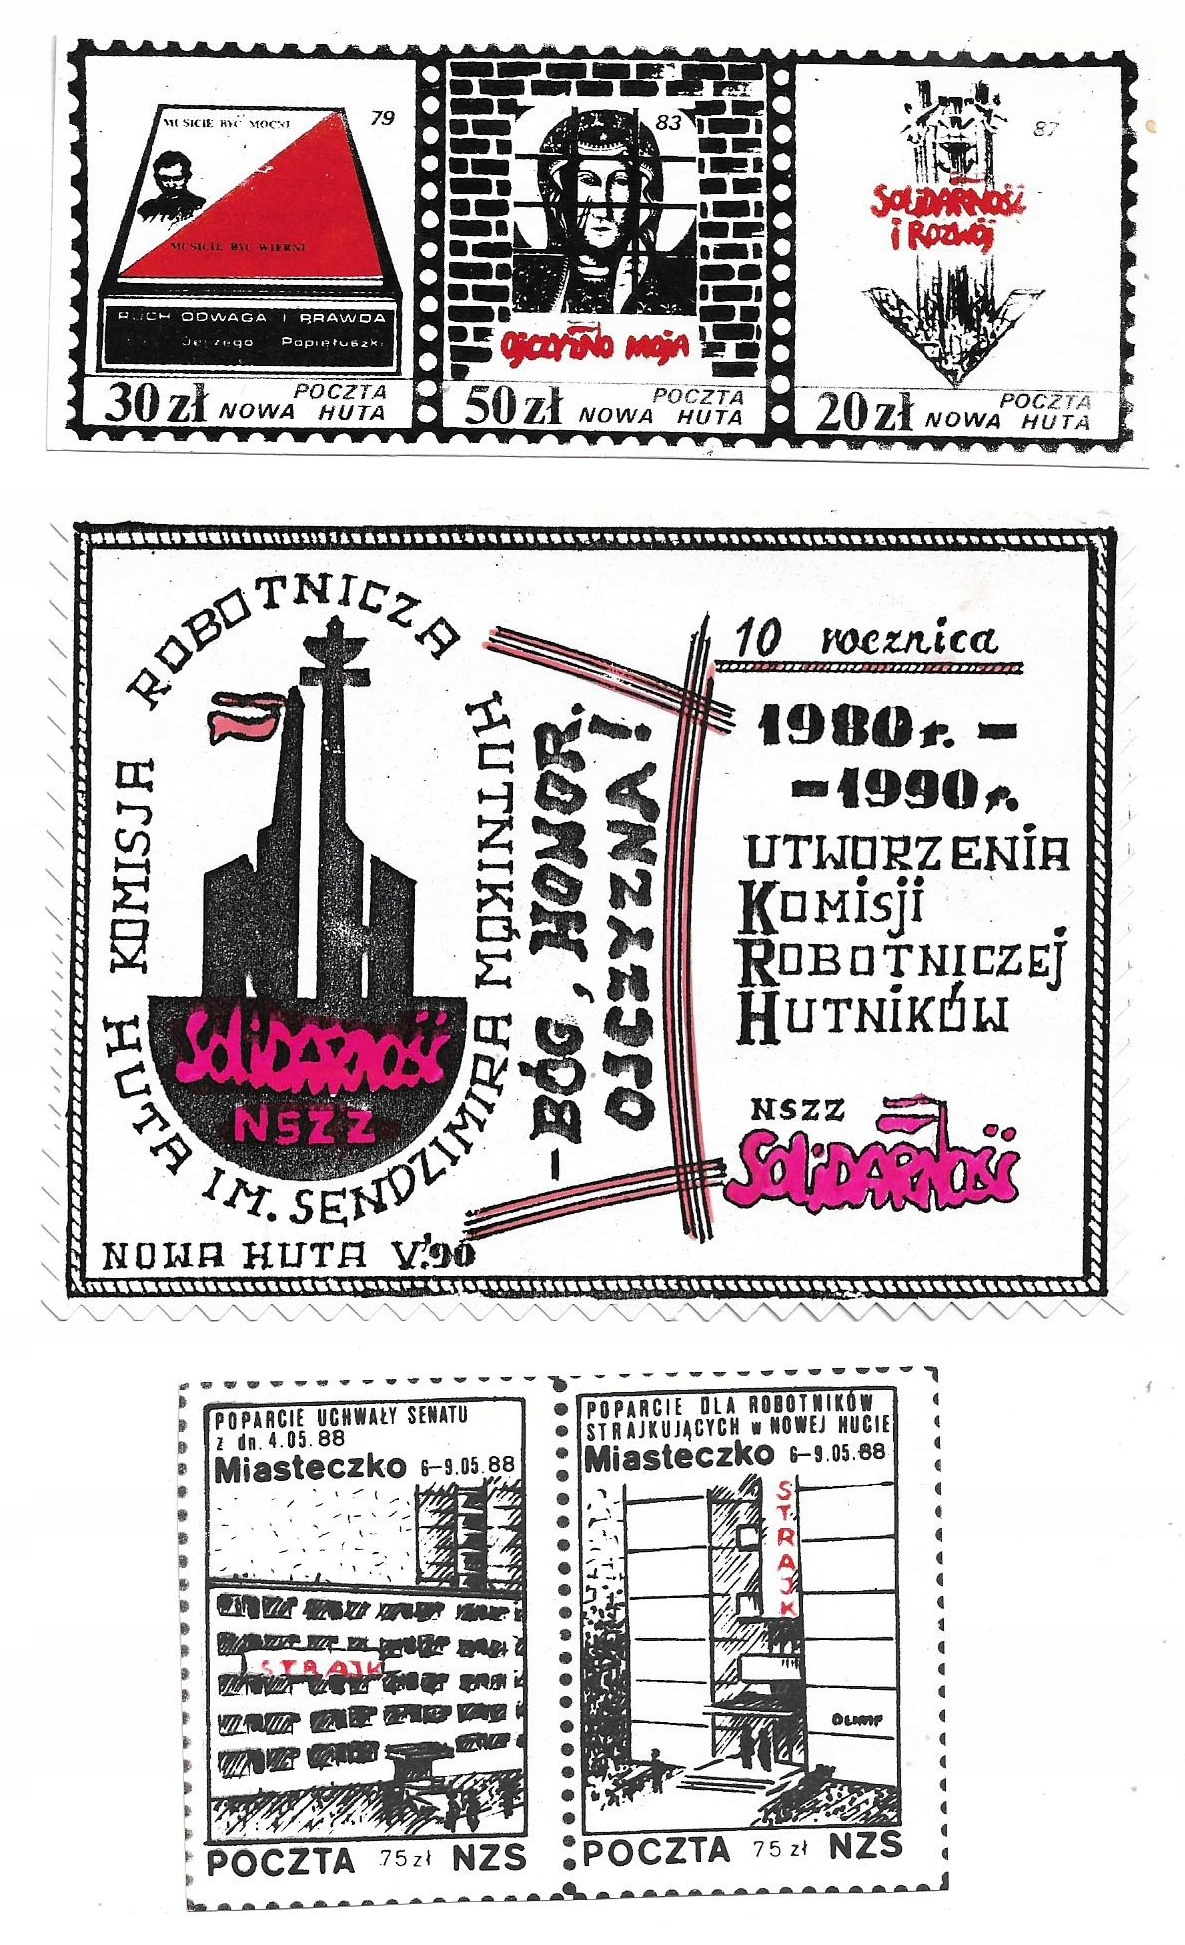 MUSICIE BYĆ MOCNI
79
MUSICIE BYĆ WIERNI
RUCH ODWAGA I PRAWDA
Jerzego Popiełuszki
30 zł
POCZTA
NOWA HUTA
83
OJCZYZNO MOJA
50 zł
POCZTA
NOWA HUTA
87
SOLIDARNOŚĆ
i ROZWÓJ
20 zł
POCZTA
NOWA HUTA
KOMISJA ROBOTNICZA HUTNIKÓW
HUTA IM. SENDZIMIRA
SOLiDARNOŚĆ
NSZZ
NOWA HUTA V.'90
- BÓG, HONOR.
OJCZYZNA!
10 rocznica
1980r. -
-1990r.
UTWORZENiA
KOMiSji
ROBOTNiCZEj
HUTNiKÓW
NSZZ
SOLiDARNOŚĆ
POPARCIE UCHWAŁY SENATU
z dn. 4.05.88
Miasteczko 6-9.05.88
STRAJK
POCZTA 75 zł NZS
POPARCIE DLA ROBOTNIKÓW
STRAJKUJĄCYCH w NOWEJ HUCIE
Miasteczko 6-9.05.88
STRAJK
OLIMP
POCZTA 75 zł NZS